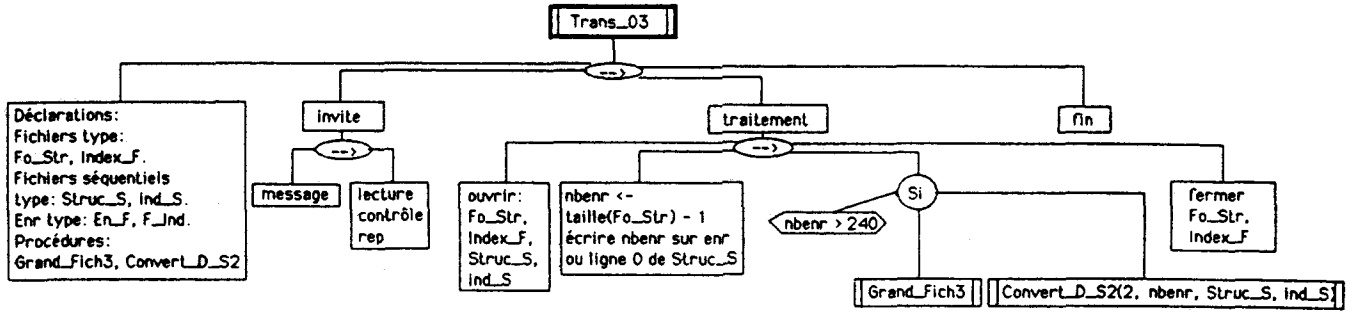 Trans_03
-->
Déclarations:
Fichiers type:
Fo_Str, Index_F.
Fichiers séquentiels
type: Struc_S, Ind_S.
Enr type: En_F, F_Ind.
Procédures:
Grand_Fich3, Convert_D_S2
invite
-->
message
lecture
contrôle
rep
traitement
-->
ouvrir:
Fo_Str,
Index_F,
Struc_S,
Ind_S
nbenr <-
taille(Fo_Str) - 1
écrire nbenr sur enr
ou ligne 0 de Struc_S
Si
nbenr > 240
Grand_Fich3
Convert_D_S2(2, nbenr, Struc_S, Ind_S)
fermer
Fo_Str,
Index_F
fin